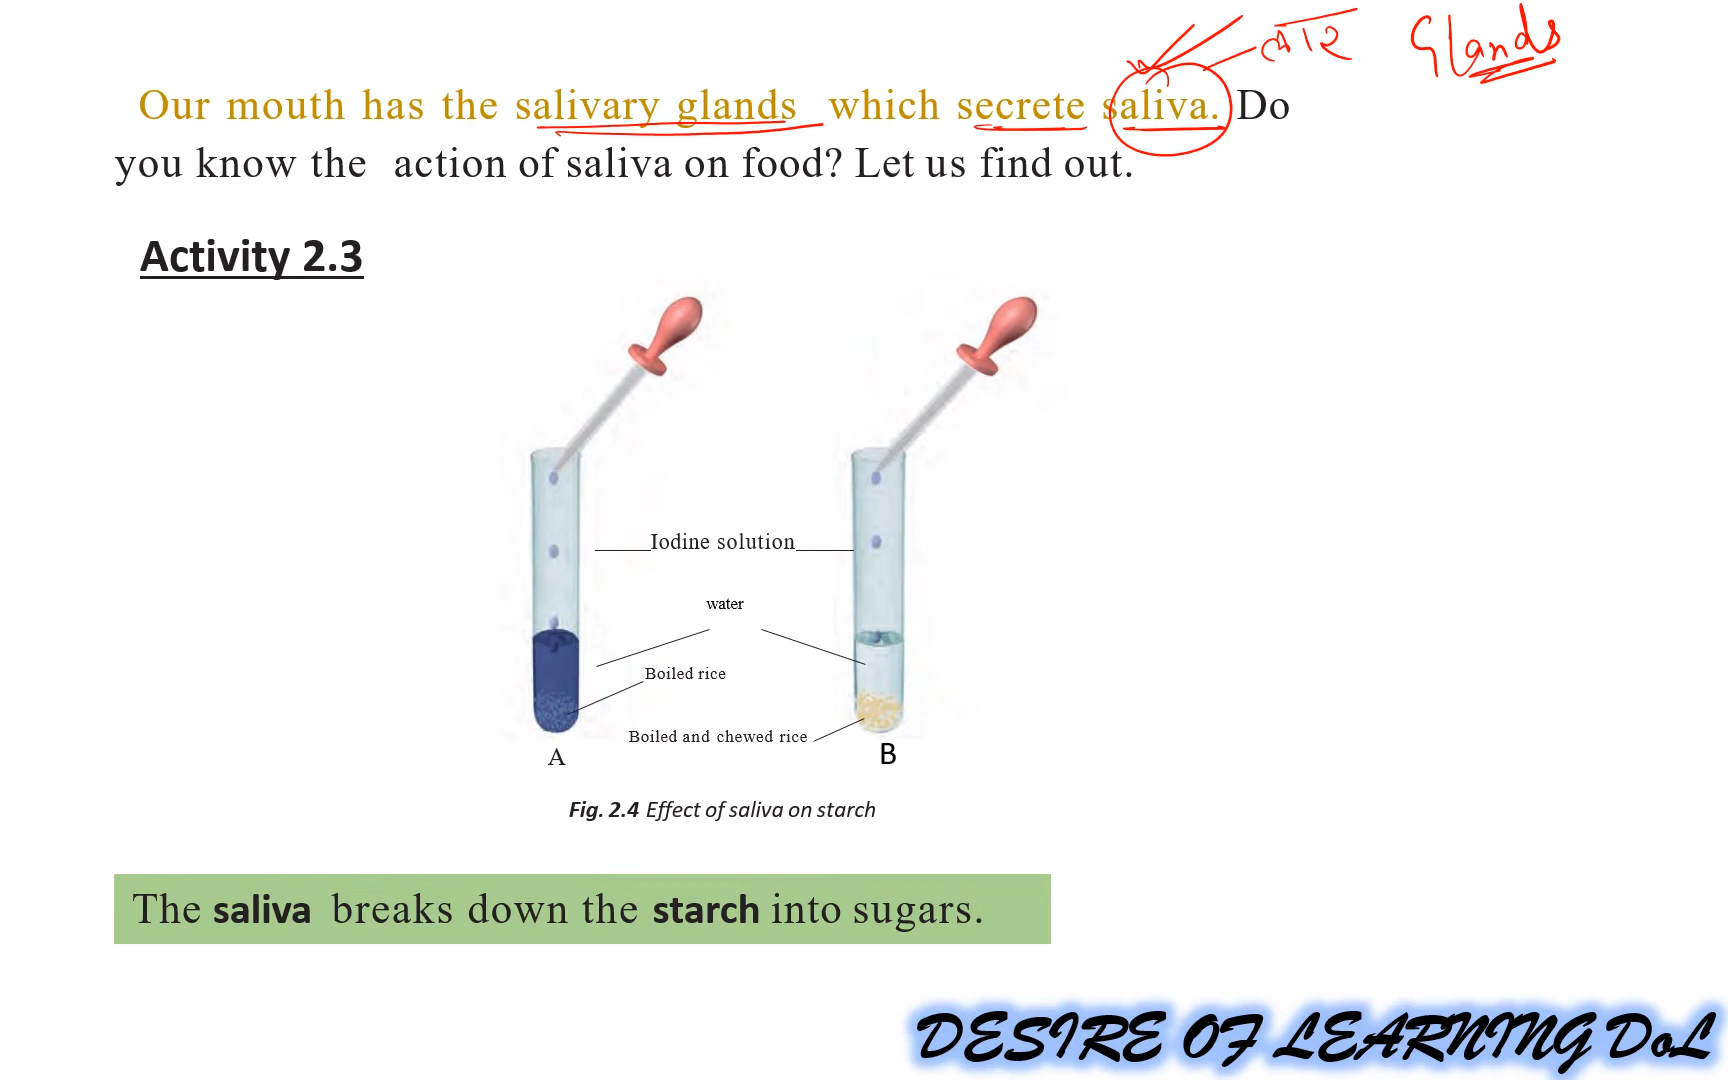 लार Glands
Our mouth has the salivary glands which secrete saliva. Do
you know the action of saliva on food? Let us find out.
Activity 2.3
Iodine solution
water
Boiled rice
Boiled and chewed rice
A B
Fig. 2.4 Effect of saliva on starch
The saliva breaks down the starch into sugars.
DESIRE OF LEARNING DoL